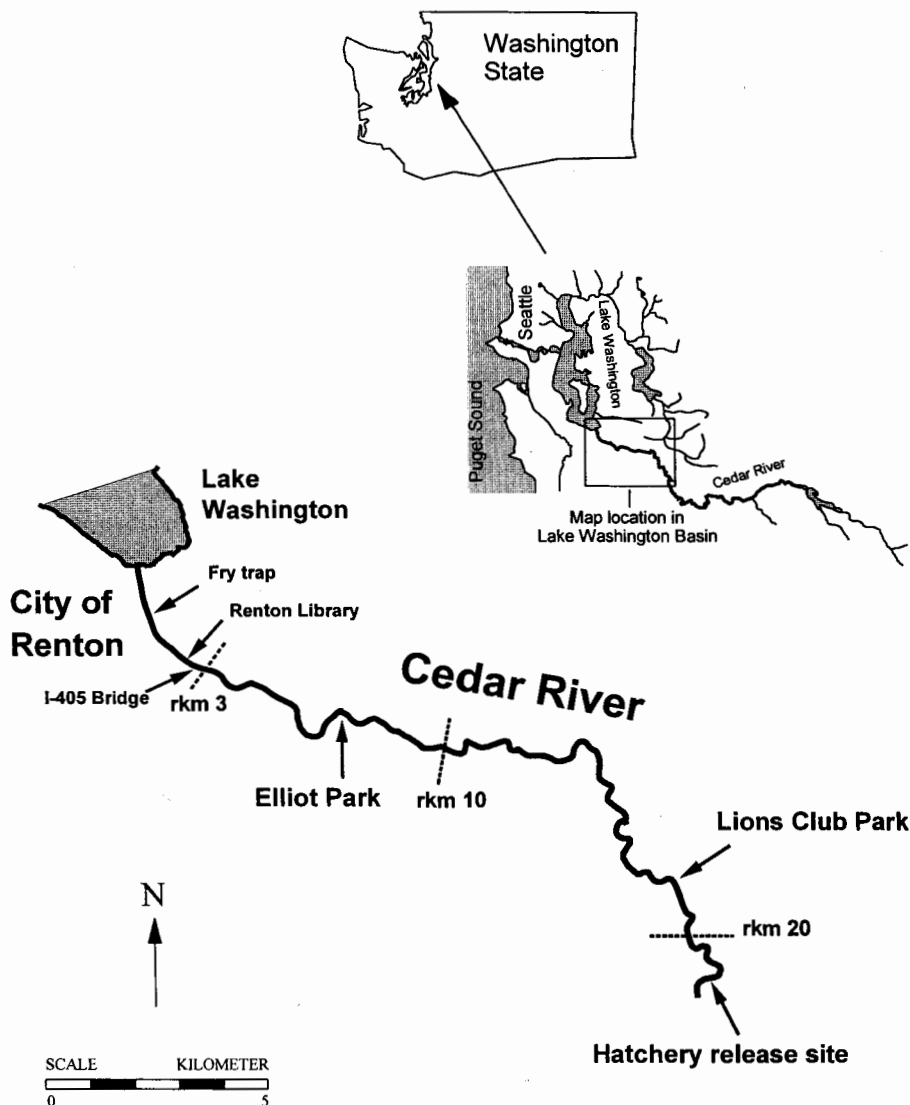 Washington
State
Seattle
Lake Washington
Puget Sound
Cedar River
Map location in
Lake Washington Basin
Lake
Washington
Fry trap
City of
Renton
Renton Library
I-405 Bridge
rkm 3
Cedar River
Elliot Park
rkm 10
Lions Club Park
N
rkm 20
Hatchery release site
SCALE KILOMETER
0 5